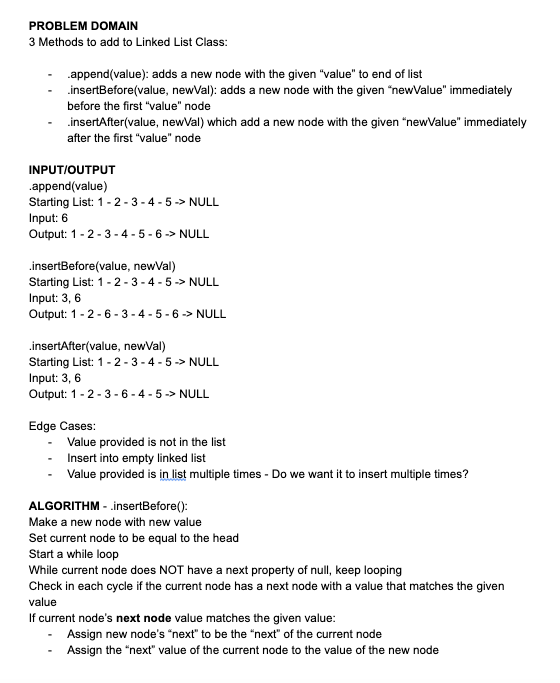 PROBLEM DOMAIN
3 Methods to add to Linked List Class:
- .append(value): adds a new node with the given “value” to end of list
- .insertBefore(value, newVal): adds a new node with the given “newValue” immediately
before the first “value” node
- .insertAfter(value, newVal) which add a new node with the given “newValue” immediately
after the first “value” node
INPUT/OUTPUT
.append(value)
Starting List: 1 - 2 - 3 - 4 - 5 -> NULL
Input: 6
Output: 1 - 2 - 3 - 4 - 5 - 6 -> NULL
.insertBefore(value, newVal)
Starting List: 1 - 2 - 3 - 4 - 5 -> NULL
Input: 3, 6
Output: 1 - 2 - 6 - 3 - 4 - 5 - 6 -> NULL
.insertAfter(value, newVal)
Starting List: 1 - 2 - 3 - 4 - 5 -> NULL
Input: 3, 6
Output: 1 - 2 - 3 - 6 - 4 - 5 -> NULL
Edge Cases:
- Value provided is not in the list
- Insert into empty linked list
- Value provided is in list multiple times - Do we want it to insert multiple times?
ALGORITHM - .insertBefore():
Make a new node with new value
Set current node to be equal to the head
Start a while loop
While current node does NOT have a next property of null, keep looping
Check in each cycle if the current node has a next node with a value that matches the given
value
If current node’s next node value matches the given value:
- Assign new node’s “next” to be the “next” of the current node
- Assign the “next” value of the current node to the value of the new node